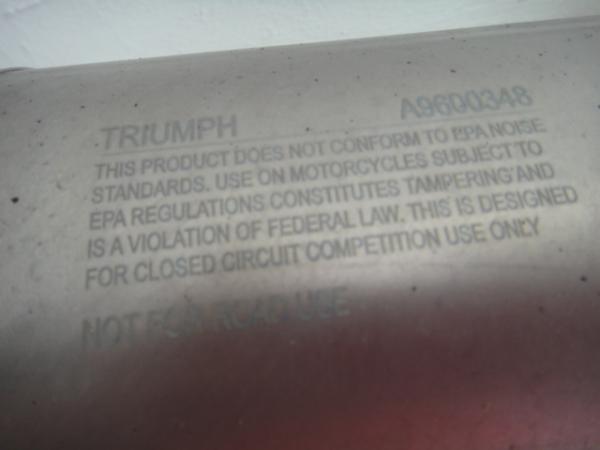 TRIUMPH A9600348
THIS PRODUCT DOES NOT CONFORM TO EPA NOISE
STANDARDS. USE ON MOTORCYCLES SUBJECT TO
EPA REGULATIONS CONSTITUTES TAMPERING AND
IS A VIOLATION OF FEDERAL LAW. THIS IS DESIGNED
FOR CLOSED CIRCUIT COMPETITION USE ONLY
NOT FOR ROAD USE